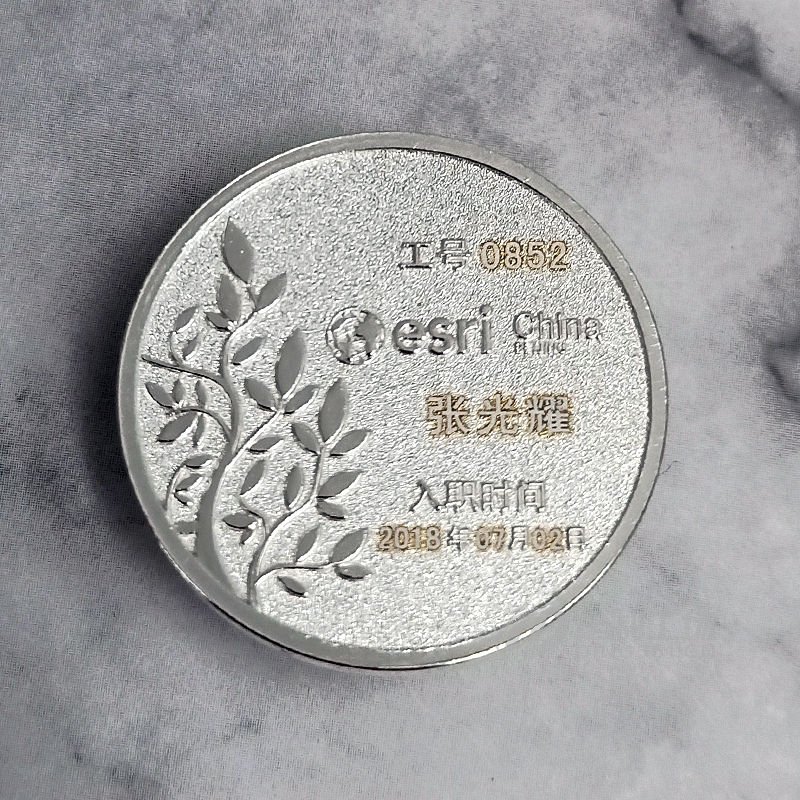 工号 0852
esri China
BEIJING
张光耀
入职时间
2018年07月02日